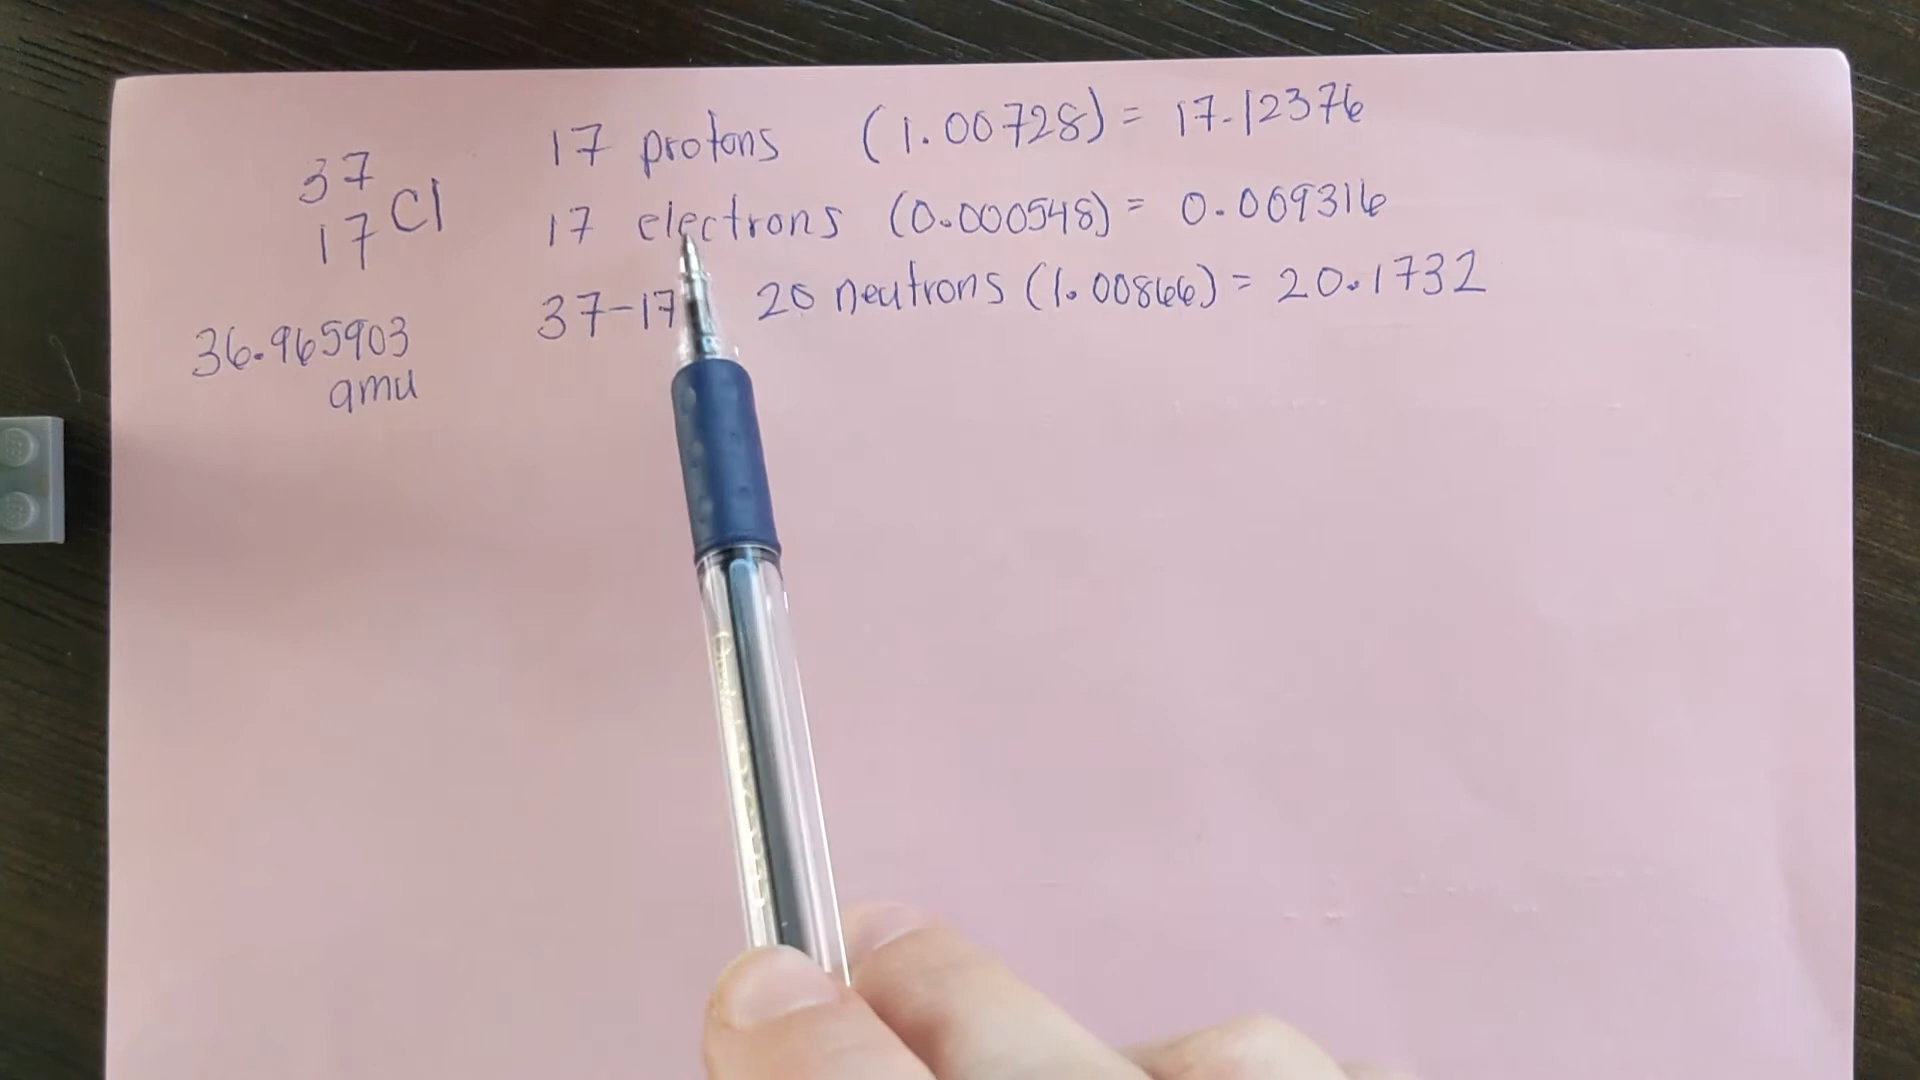 37
17 Cl
36.965903
amu
17 protons (1.00728) = 17.12376
17 electrons (0.000548) = 0.009316
37-17 20 neutrons (1.00866) = 20.1732